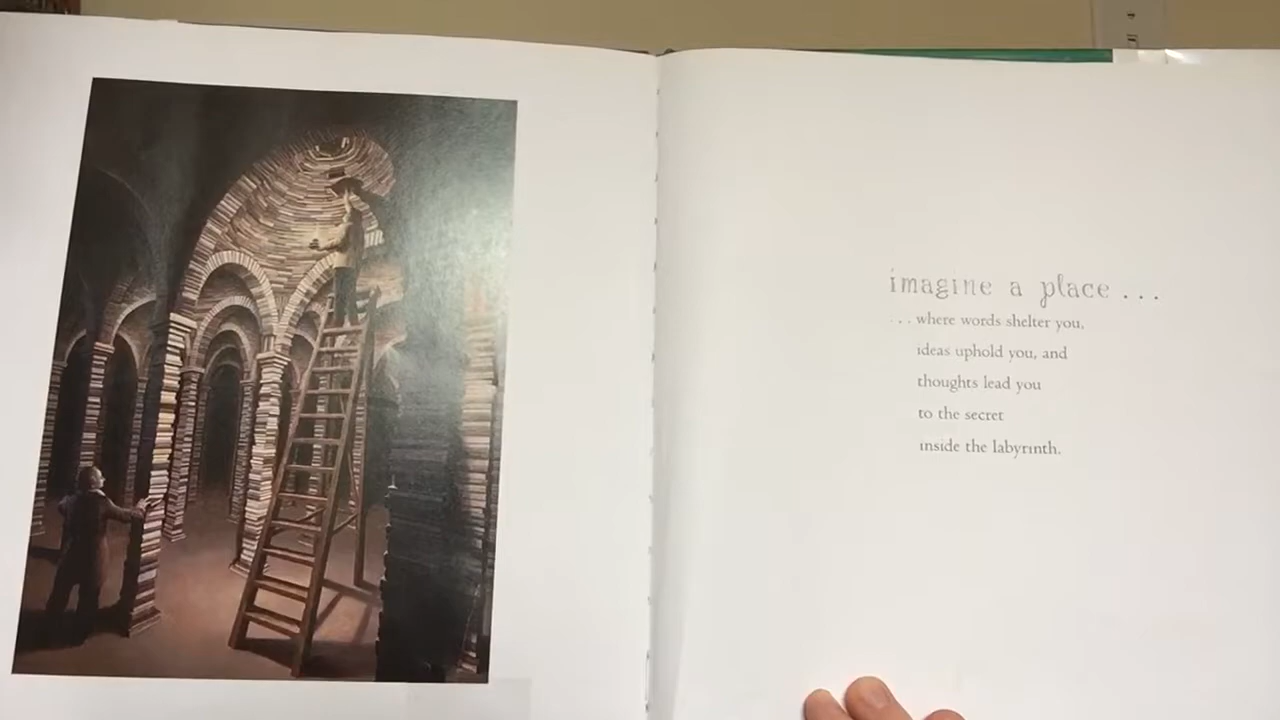 imagine a place ...
... where words shelter you,
ideas uphold you, and
thoughts lead you
to the secret
inside the labyrinth.